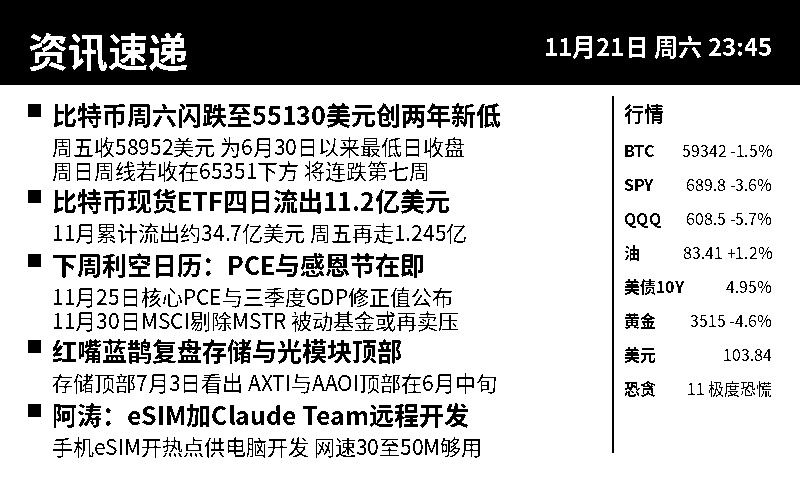 资讯速递
11月21日 周六 23:45
比特币周六闪跌至55130美元创两年新低
周五收58952美元 为6月30日以来最低日收盘
周日周线若收在65351下方 将连跌第七周
比特币现货ETF四日流出11.2亿美元
11月累计流出约34.7亿美元 周五再走1.245亿
下周利空日历：PCE与感恩节在即
11月25日核心PCE与三季度GDP修正值公布
11月30日MSCI剔除MSTR 被动基金或再卖压
红嘴蓝鹊复盘存储与光模块顶部
存储顶部7月3日看出 AXTI与AAOI顶部在6月中旬
阿涛：eSIM加Claude Team远程开发
手机eSIM开热点供电脑开发 网速30至50M够用
行情
BTC 59342 -1.5%
SPY 689.8 -3.6%
QQQ 608.5 -5.7%
油 83.41 +1.2%
美债10Y 4.95%
黄金 3515 -4.6%
美元 103.84
恐贪 11 极度恐慌